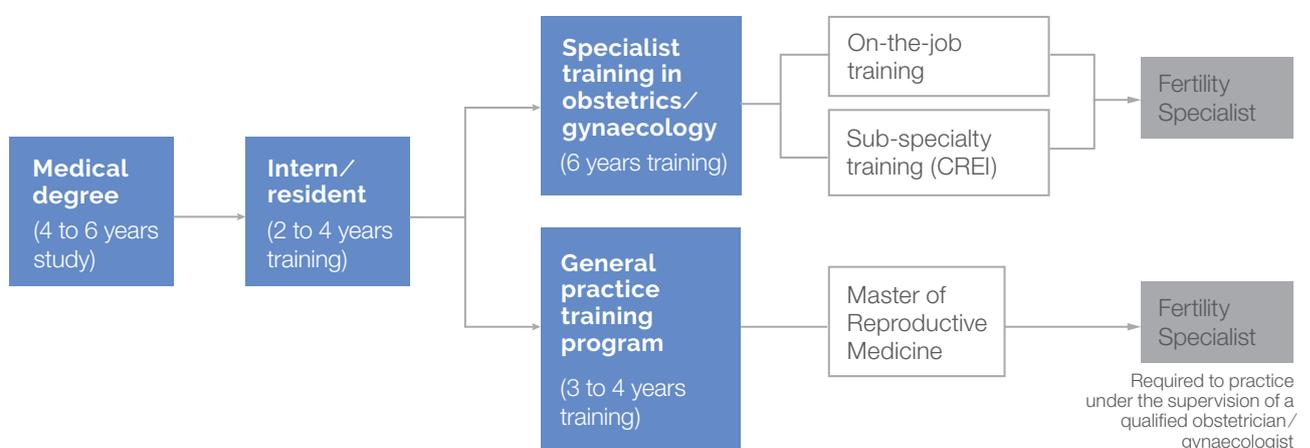 Medical
degree
(4 to 6 years
study)
Intern/
resident
(2 to 4 years
training)
Specialist
training in
obstetrics/
gynaecology
(6 years training)
On-the-job
training
Sub-specialty
training (CREI)
Fertility
Specialist
General
practice
training
program
(3 to 4 years
training)
Master of
Reproductive
Medicine
Fertility
Specialist
Required to practice
under the supervision of a
qualified obstetrician/
gynaecologist